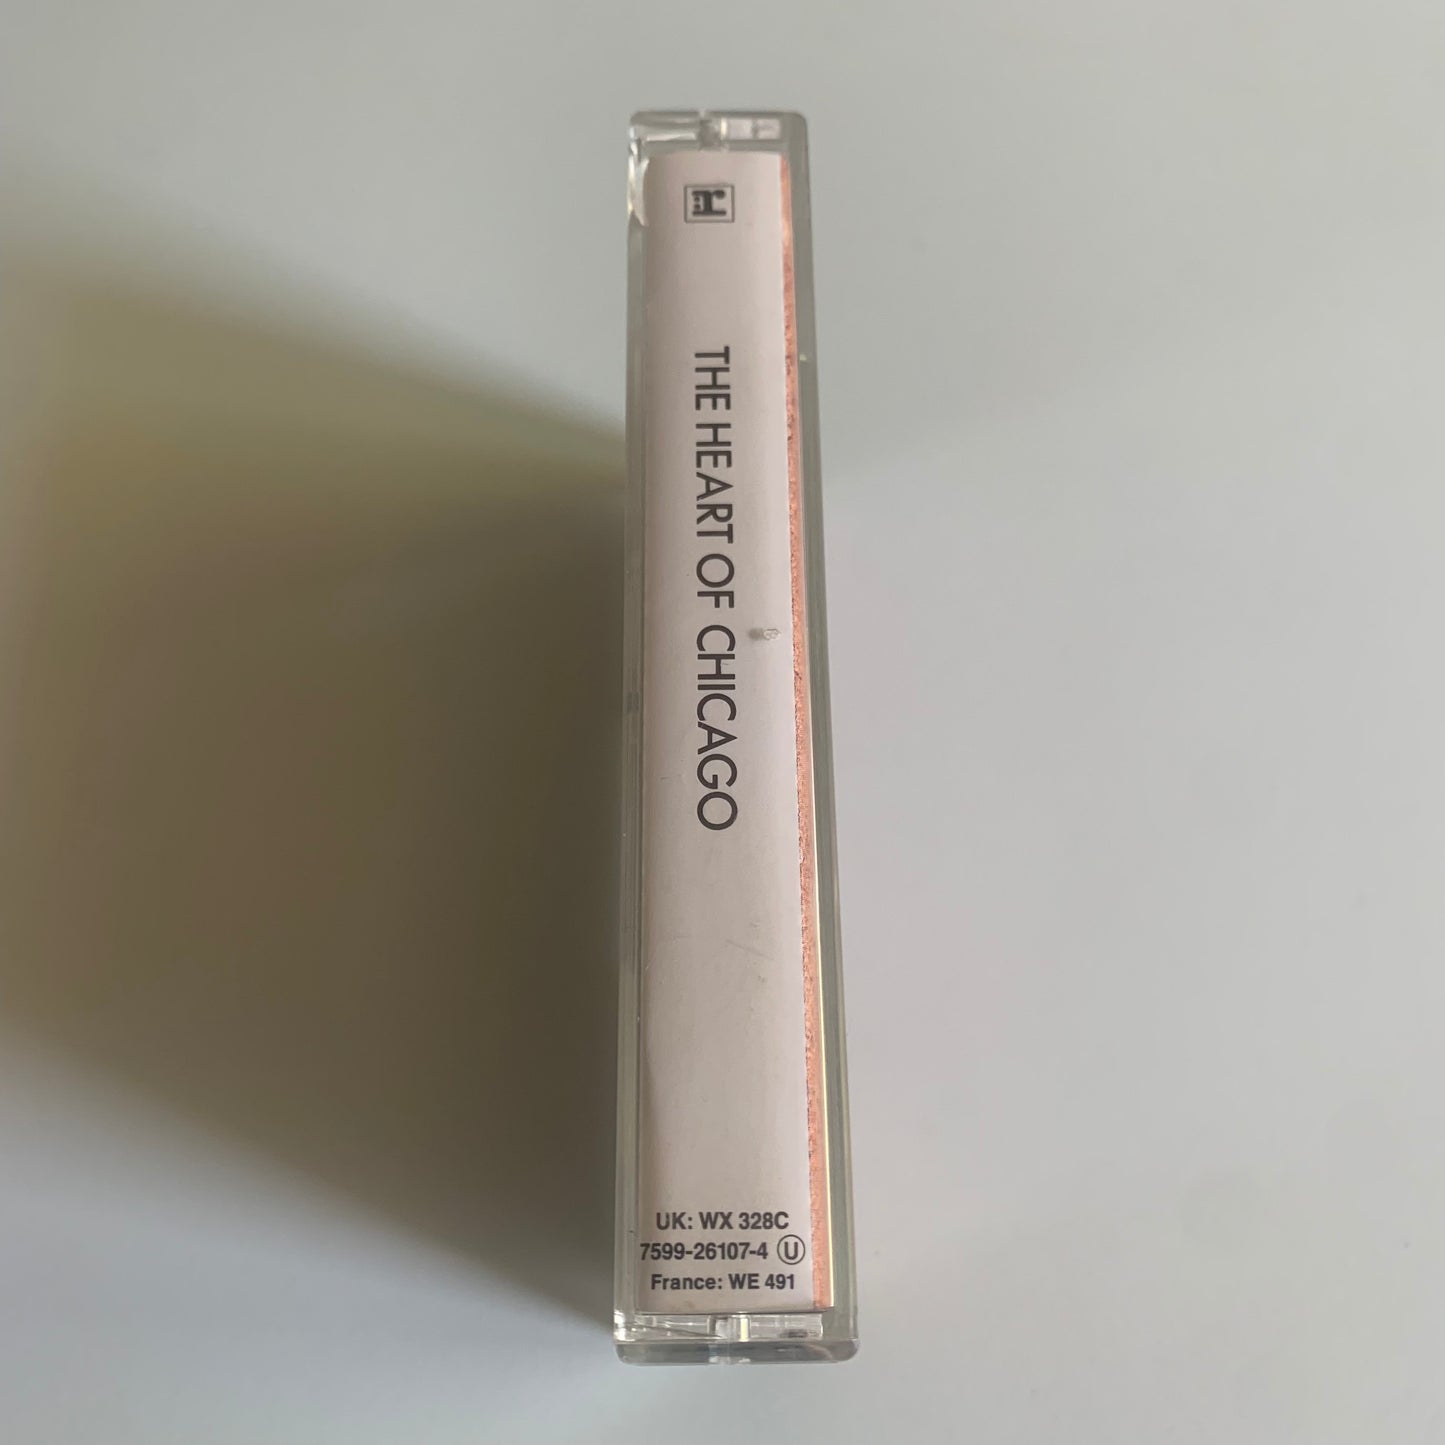 r
THE HEART OF CHICAGO
UK: WX 328C
7599-26107-4 Ⓤ
France: WE 491